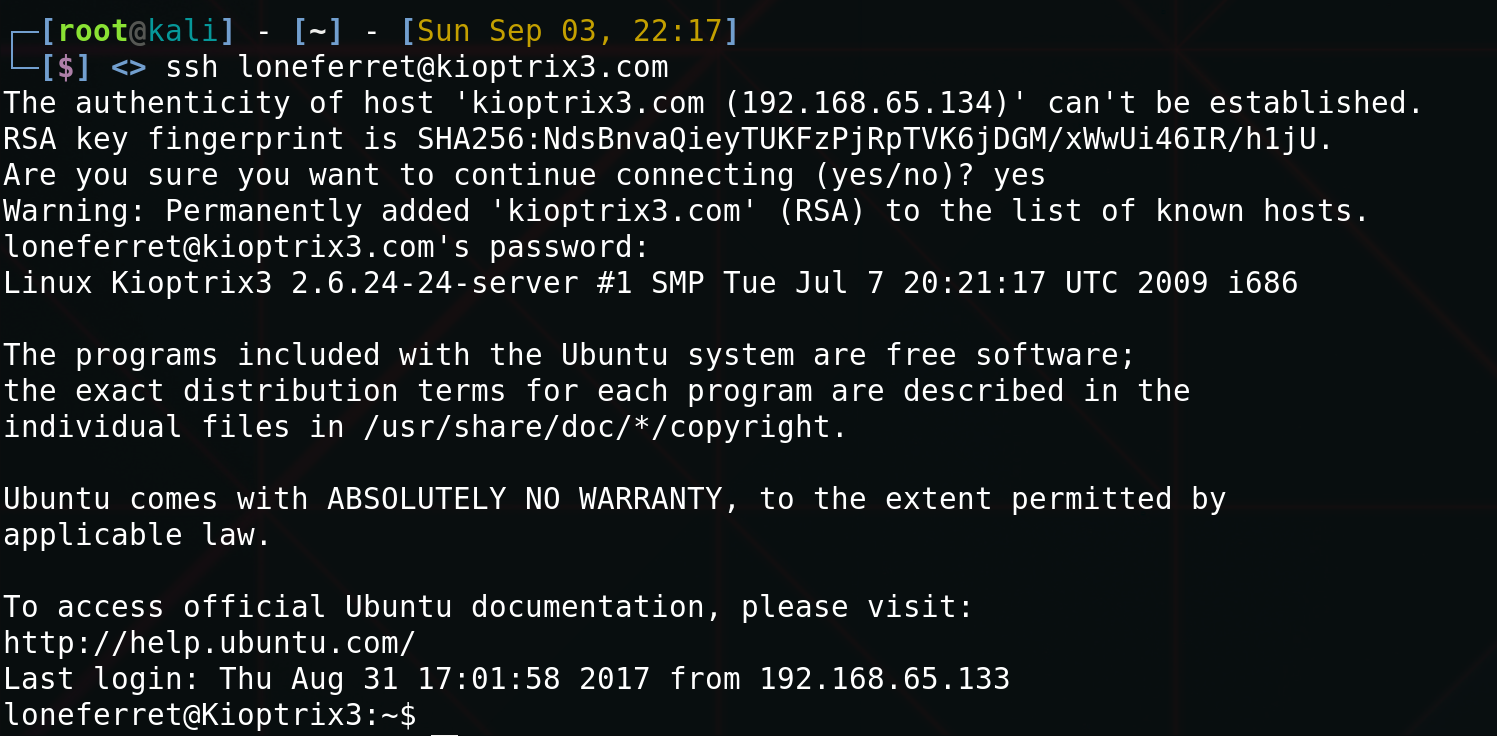 [root@kali] - [~] - [Sun Sep 03, 22:17]
[$] <> ssh loneferret@kioptrix3.com
The authenticity of host 'kioptrix3.com (192.168.65.134)' can't be established.
RSA key fingerprint is SHA256:NdsBnvaQieyTUKFzPjRpTVK6jDGM/xWwUi46IR/h1jU.
Are you sure you want to continue connecting (yes/no)? yes
Warning: Permanently added 'kioptrix3.com' (RSA) to the list of known hosts.
loneferret@kioptrix3.com's password:
Linux Kioptrix3 2.6.24-24-server #1 SMP Tue Jul 7 20:21:17 UTC 2009 i686
The programs included with the Ubuntu system are free software;
the exact distribution terms for each program are described in the
individual files in /usr/share/doc/*/copyright.
Ubuntu comes with ABSOLUTELY NO WARRANTY, to the extent permitted by
applicable law.
To access official Ubuntu documentation, please visit:
http://help.ubuntu.com/
Last login: Thu Aug 31 17:01:58 2017 from 192.168.65.133
loneferret@Kioptrix3:~$